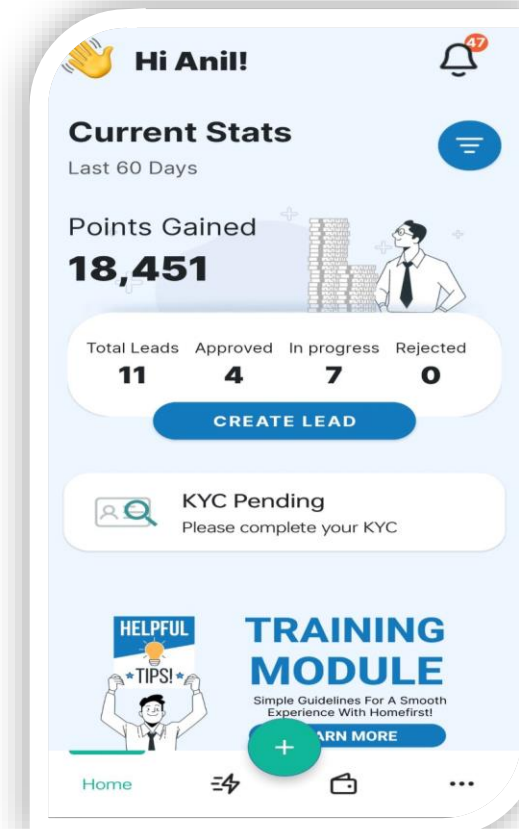 Hi Anil!
47
Current Stats
Last 60 Days
Points Gained
18,451
Total Leads Approved In progress Rejected
11 4 7 0
CREATE LEAD
KYC Pending
Please complete your KYC
HELPFUL
TIPS!
TRAINING
MODULE
Simple Guidelines For A Smooth
Experience With Homefirst!
ARN MORE
Home